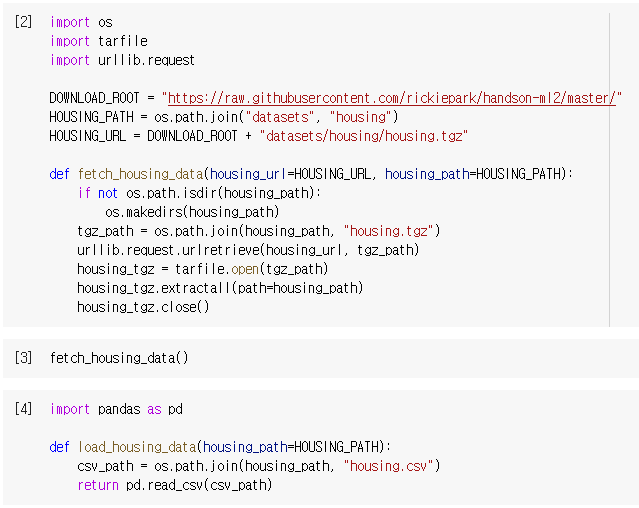 [2] import os
import tarfile
import urllib.request
DOWNLOAD_ROOT = "https://raw.githubusercontent.com/rickiepark/handson-ml2/master/"
HOUSING_PATH = os.path.join("datasets", "housing")
HOUSING_URL = DOWNLOAD_ROOT + "datasets/housing/housing.tgz"
def fetch_housing_data(housing_url=HOUSING_URL, housing_path=HOUSING_PATH):
if not os.path.isdir(housing_path):
os.makedirs(housing_path)
tgz_path = os.path.join(housing_path, "housing.tgz")
urllib.request.urlretrieve(housing_url, tgz_path)
housing_tgz = tarfile.open(tgz_path)
housing_tgz.extractall(path=housing_path)
housing_tgz.close()
[3] fetch_housing_data()
[4] import pandas as pd
def load_housing_data(housing_path=HOUSING_PATH):
csv_path = os.path.join(housing_path, "housing.csv")
return pd.read_csv(csv_path)